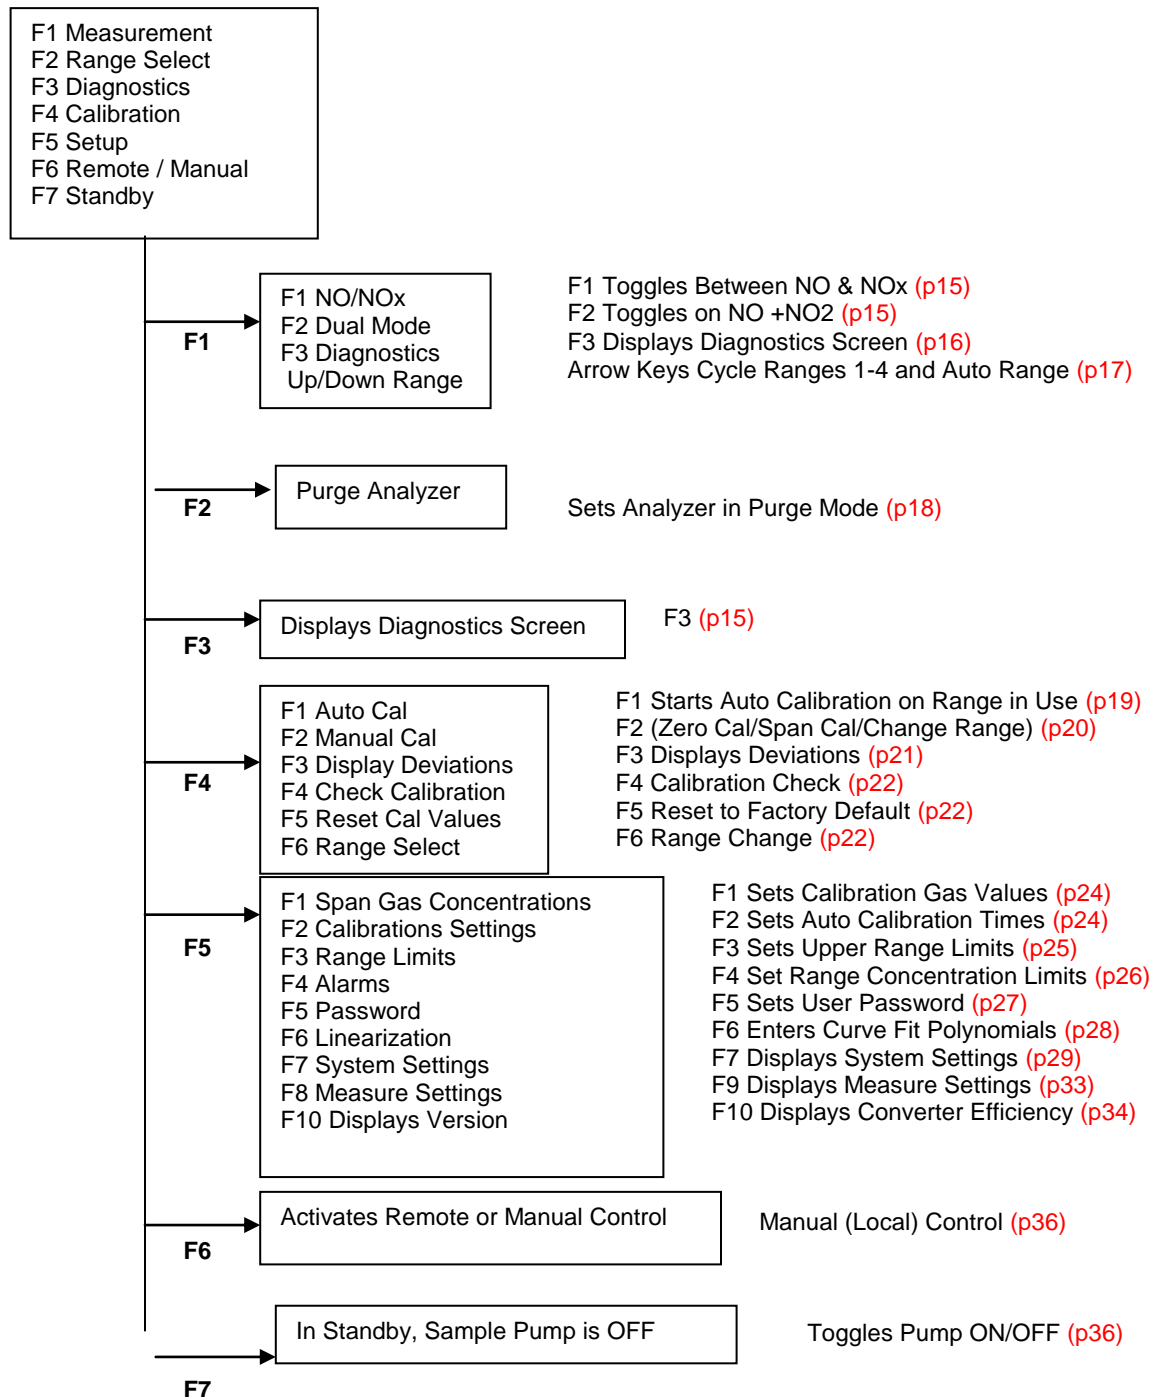 F1 Measurement
F2 Range Select
F3 Diagnostics
F4 Calibration
F5 Setup
F6 Remote / Manual
F7 Standby
F1
F1 NO/NOx
F2 Dual Mode
F3 Diagnostics
Up/Down Range
F1 Toggles Between NO & NOx (p15)
F2 Toggles on NO +NO2 (p15)
F3 Displays Diagnostics Screen (p16)
Arrow Keys Cycle Ranges 1-4 and Auto Range (p17)
F2
Purge Analyzer
Sets Analyzer in Purge Mode (p18)
F3
Displays Diagnostics Screen
F3 (p15)
F4
F1 Auto Cal
F2 Manual Cal
F3 Display Deviations
F4 Check Calibration
F5 Reset Cal Values
F6 Range Select
F1 Starts Auto Calibration on Range in Use (p19)
F2 (Zero Cal/Span Cal/Change Range) (p20)
F3 Displays Deviations (p21)
F4 Calibration Check (p22)
F5 Reset to Factory Default (p22)
F6 Range Change (p22)
F5
F1 Span Gas Concentrations
F2 Calibrations Settings
F3 Range Limits
F4 Alarms
F5 Password
F6 Linearization
F7 System Settings
F8 Measure Settings
F10 Displays Version
F1 Sets Calibration Gas Values (p24)
F2 Sets Auto Calibration Times (p24)
F3 Sets Upper Range Limits (p25)
F4 Set Range Concentration Limits (p26)
F5 Sets User Password (p27)
F6 Enters Curve Fit Polynomials (p28)
F7 Displays System Settings (p29)
F9 Displays Measure Settings (p33)
F10 Displays Converter Efficiency (p34)
F6
Activates Remote or Manual Control
Manual (Local) Control (p36)
F7
In Standby, Sample Pump is OFF
Toggles Pump ON/OFF (p36)